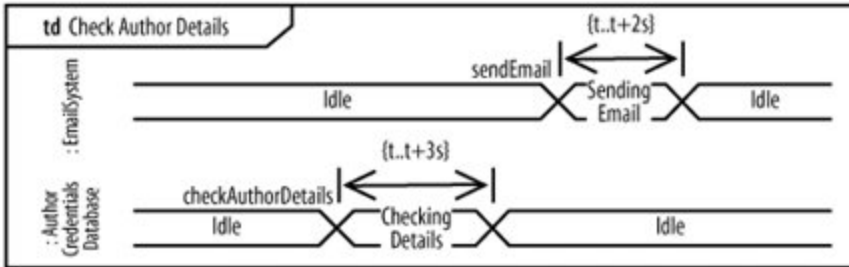 td Check Author Details
{t..t+2s}
sendEmail
: EmailSystem
Idle
Sending
Email
Idle
{t..t+3s}
checkAuthorDetails
: Author
Credentials
Database
Idle
Checking
Details
Idle